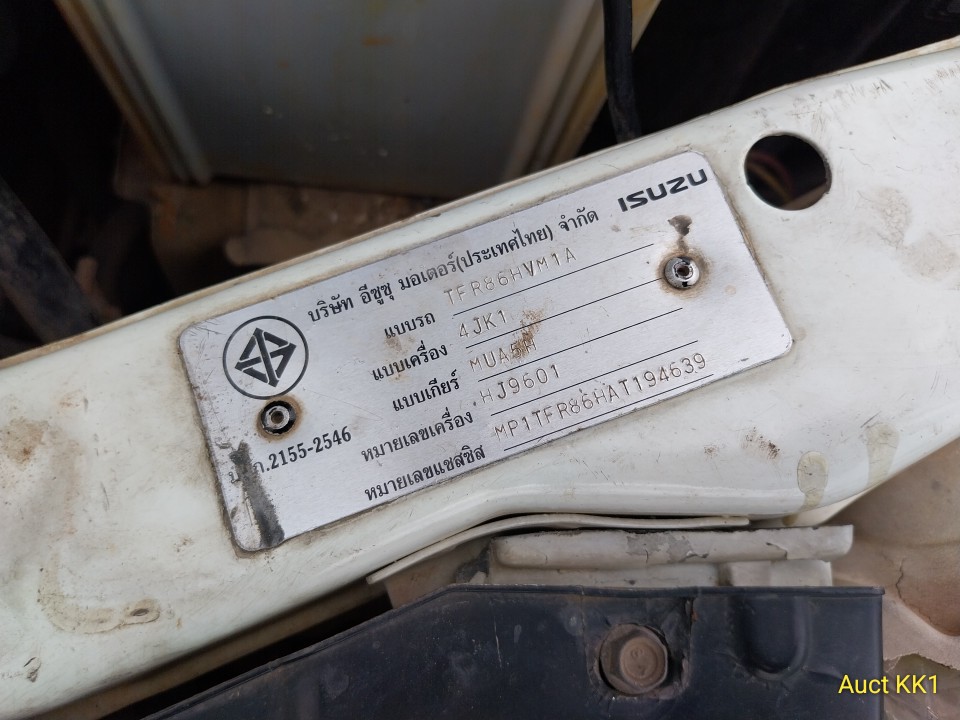 ISUZU
บริษัท อีซูซุ มอเตอร์(ประเทศไทย) จำกัด
แบบรถ TFR86HVM1A
แบบเครื่อง 4JK1
แบบเกียร์ MUA5H
หมายเลขเครื่อง HJ9601
หมายเลขแชสซิส MP1TFR86HAT194639
2155-2546
Auct KK1